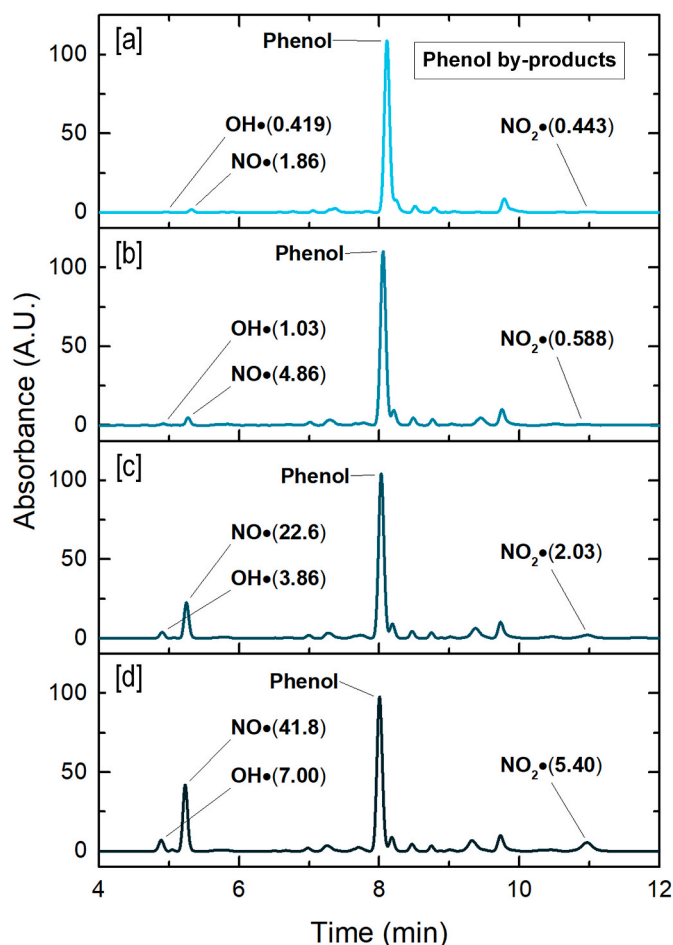 [a]
Phenol
Phenol by-products
OH•(0.419)
NO•(1.86)
NO₂•(0.443)
100
50
0
[b]
Phenol
OH•(1.03)
NO•(4.86)
NO₂•(0.588)
100
50
0
[c]
Phenol
NO•(22.6)
OH•(3.86)
NO₂•(2.03)
100
50
0
[d]
Phenol
NO•(41.8)
OH•(7.00)
NO₂•(5.40)
100
50
0
Absorbance (A.U.)
4 6 8 10 12
Time (min)